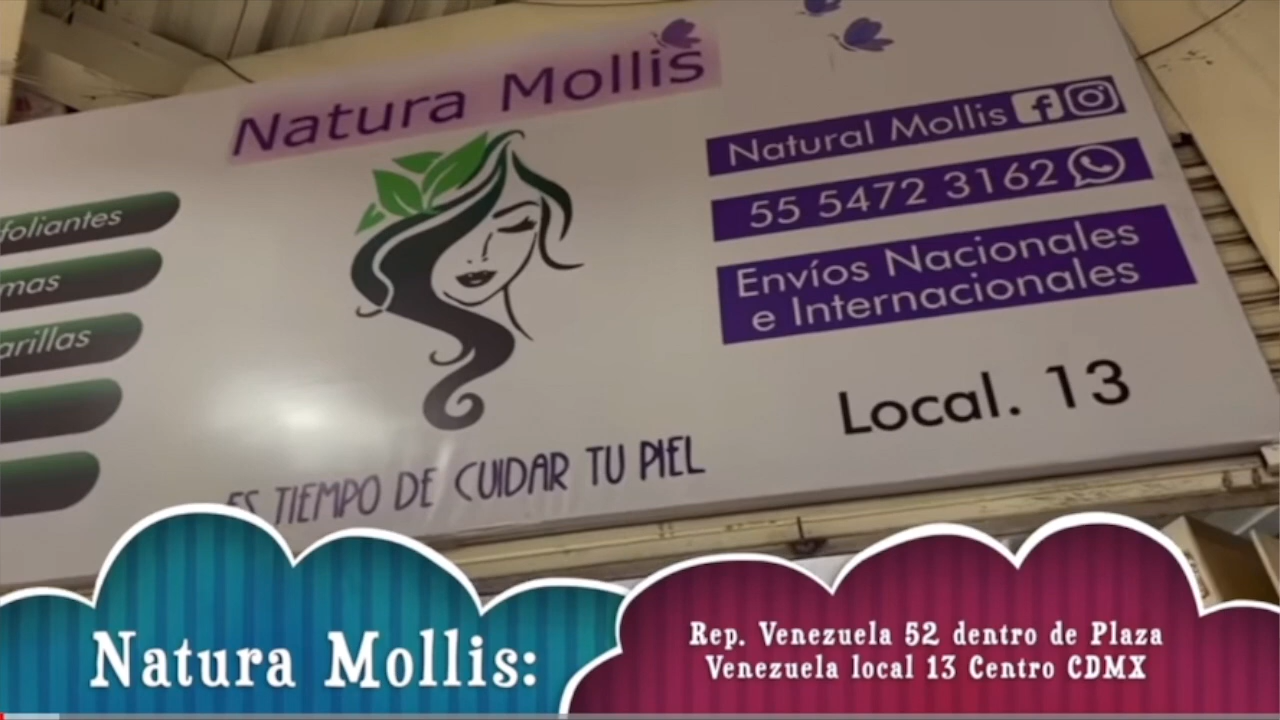 Natura Mollis
Natural Mollis
55 5472 3162
Envíos Nacionales
e Internacionales
Local. 13
foliantes
mas
arillas
ES TIEMPO DE CUIDAR TU PIEL
Natura Mollis:
Rep. Venezuela 52 dentro de Plaza
Venezuela local 13 Centro CDMX